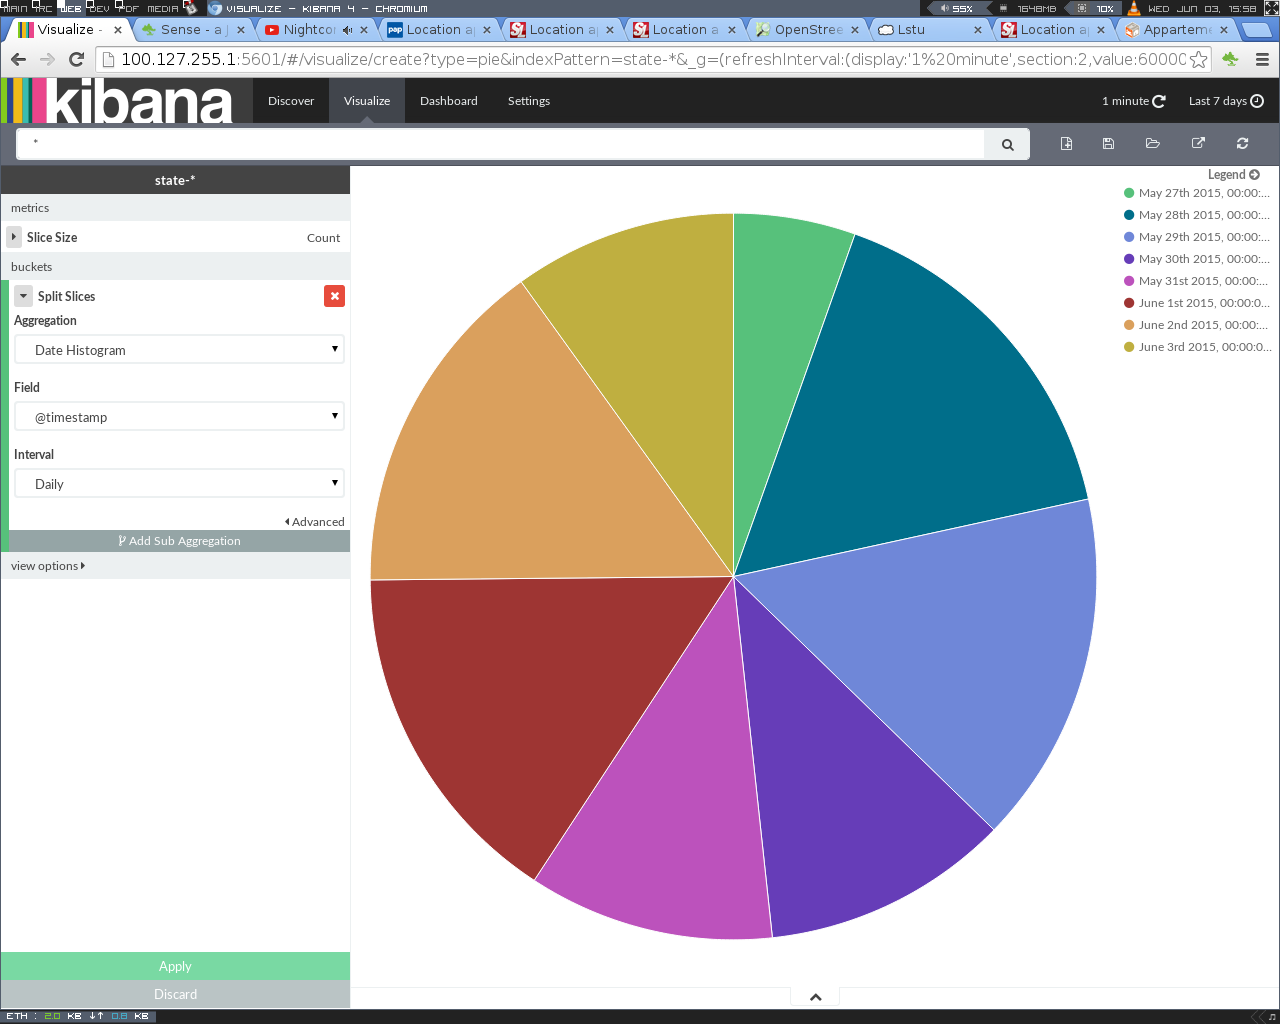 MAIN IRC WEB DEV PDF MEDIA VISUALIZE - KIBANA 4 - CHROMIUM 55% 1648MB 10% WED JUN 03, 15:58
Visualize - Sense - a J Nightco Location a Location a Location a OpenStree Lstu Location a Apparteme
100.127.255.1:5601/#/visualize/create?type=pie&indexPattern=state-*&_g=(refreshInterval:(display:'1%20minute',section:2,value:60000
kibana Discover Visualize Dashboard Settings 1 minute Last 7 days
*
state-*
metrics
Slice Size Count
buckets
Split Slices
Aggregation
Date Histogram
Field
@timestamp
Interval
Daily
Advanced
Add Sub Aggregation
view options
Apply
Discard
Legend
May 27th 2015, 00:00:...
May 28th 2015, 00:00:...
May 29th 2015, 00:00:...
May 30th 2015, 00:00:...
May 31st 2015, 00:00:...
June 1st 2015, 00:00:0...
June 2nd 2015, 00:00:...
June 3rd 2015, 00:00:0...
ETH : 2.0 KB ↓↑ 0.8 KB